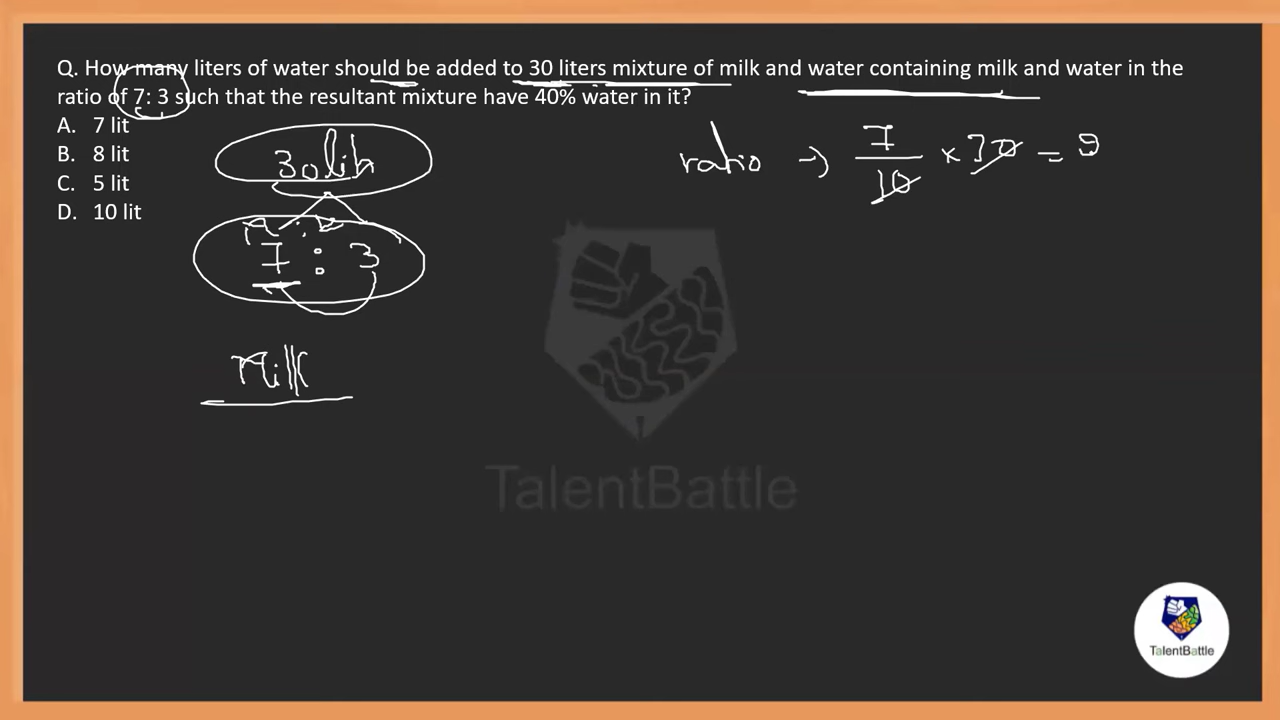 Q. How many liters of water should be added to 30 liters mixture of milk and water containing milk and water in the
ratio of 7: 3 such that the resultant mixture have 40% water in it?
A. 7 lit
B. 8 lit
C. 5 lit
D. 10 lit
30 lit
7 : 3
Milk
ratio → 7/10 × 30 = 9
TalentBattle
TalentBattle